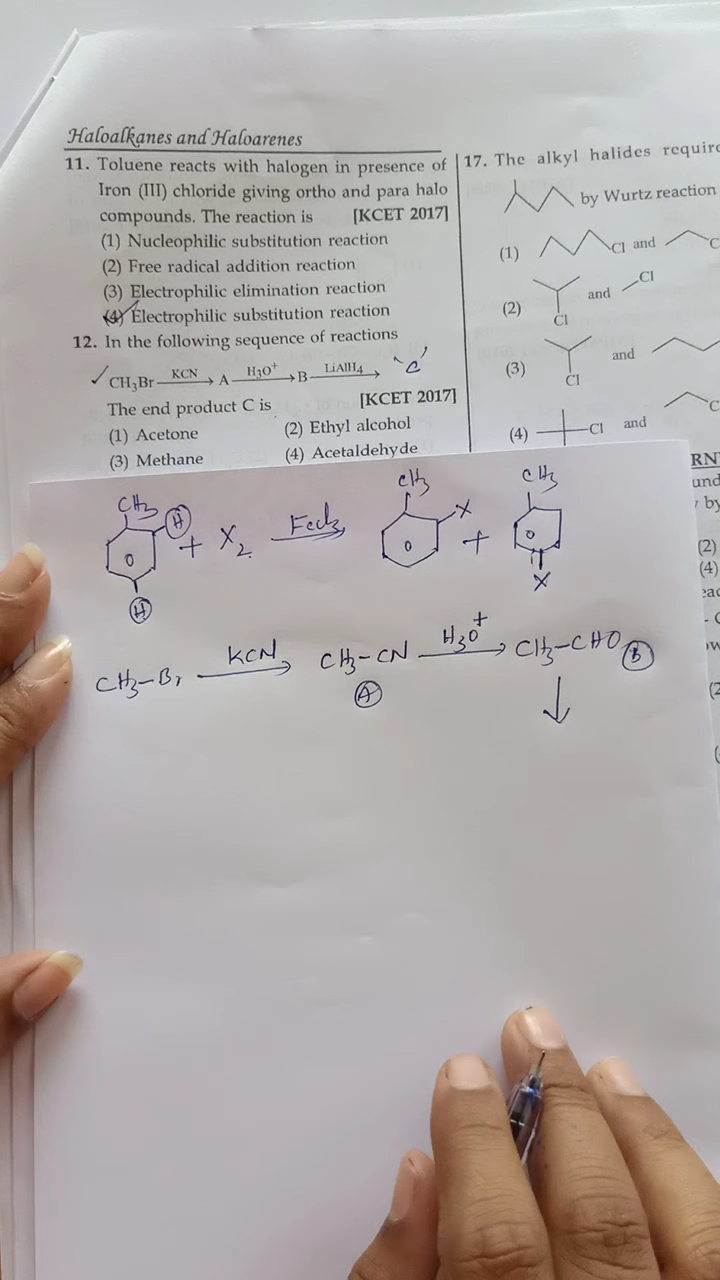 Haloalkanes and Haloarenes
11. Toluene reacts with halogen in presence of
Iron (III) chloride giving ortho and para halo
compounds. The reaction is [KCET 2017]
(1) Nucleophilic substitution reaction
(2) Free radical addition reaction
(3) Electrophilic elimination reaction
(4) Electrophilic substitution reaction
12. In the following sequence of reactions
CH₃Br —KCN→ A —H₃O⁺→ B —LiAlH₄→ "C"
The end product C is [KCET 2017]
(1) Acetone (2) Ethyl alcohol
(3) Methane (4) Acetaldehyde
17. The alkyl halides
by Wurtz reaction
(1) Cl and
(2) Cl and Cl
(3) Cl and
(4) Cl and
(2)
(4)
CH₃ H + X₂ FeCl₃ → CH₃ X + CH₃ X
H
CH₃-Br —KCN→ CH₃-CN —H₃O⁺→ CH₃-CHO B
A ↓